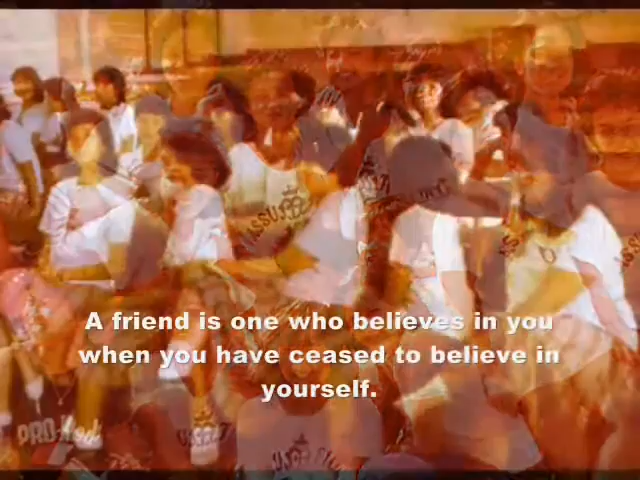 A friend is one who believes in you
when you have ceased to believe in
yourself.